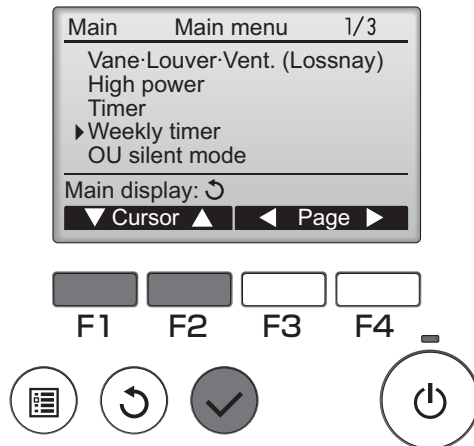 Main Main menu 1/3
Vane·Louver·Vent. (Lossnay)
High power
Timer
Weekly timer
OU silent mode
Main display:
Cursor Page
F1 F2 F3 F4